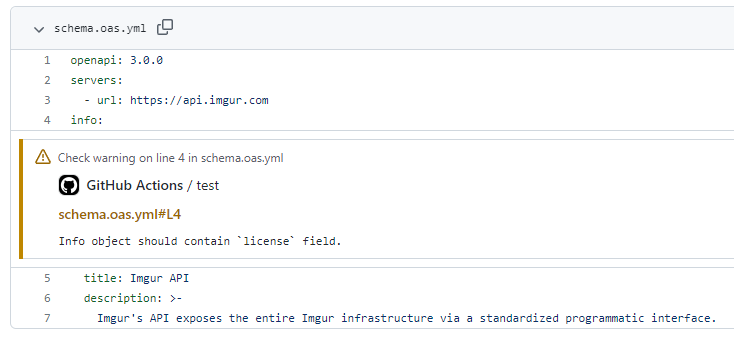 schema.oas.yml
1 openapi: 3.0.0
2 servers:
3   - url: https://api.imgur.com
4 info:
Check warning on line 4 in schema.oas.yml
GitHub Actions / test
schema.oas.yml#L4
Info object should contain `license` field.
5   title: Imgur API
6   description: >-
7     Imgur's API exposes the entire Imgur infrastructure via a standardized programmatic interface.